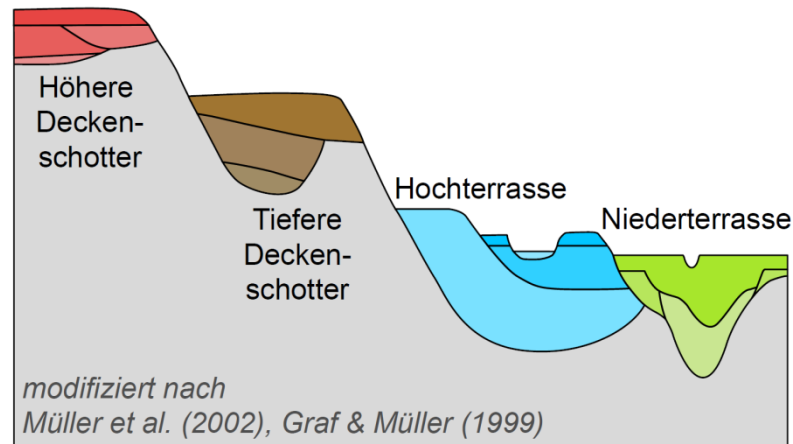 Höhere
Decken-
schotter
Tiefere
Decken-
schotter
Hochterrasse
Niederterrasse
modifiziert nach
Müller et al. (2002), Graf & Müller (1999)